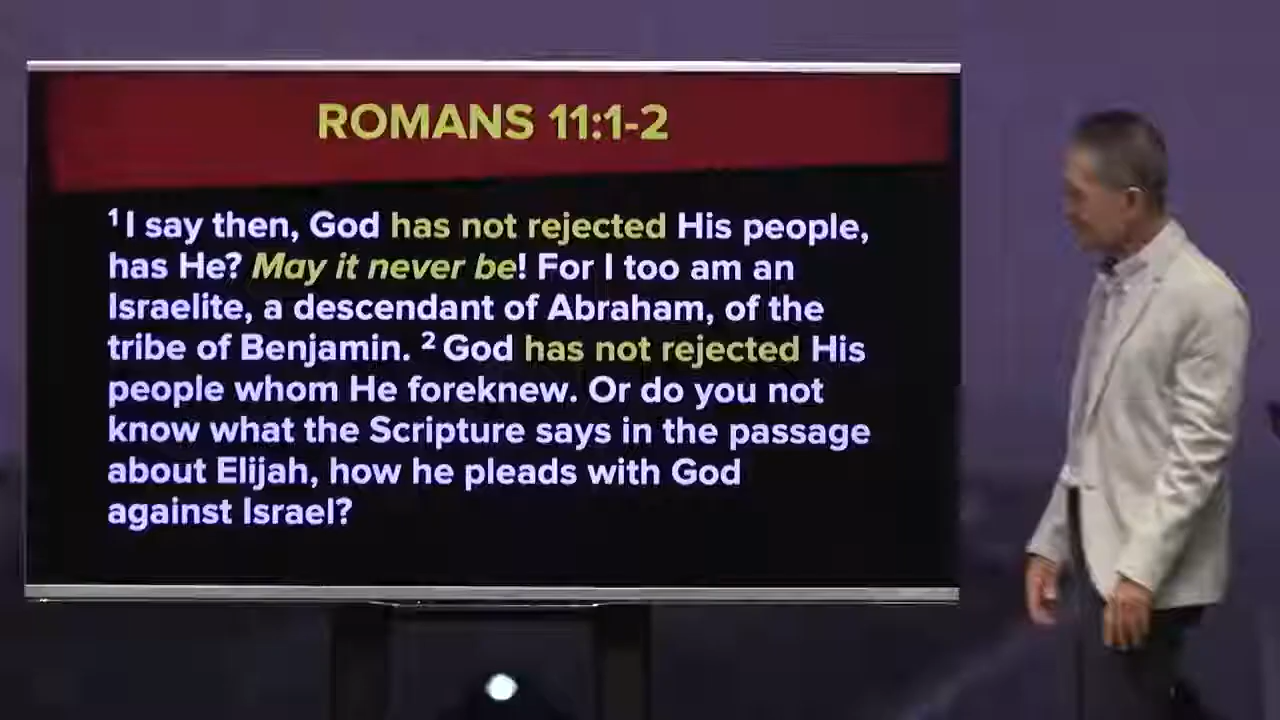 ROMANS 11:1-2
¹I say then, God has not rejected His people,
has He? May it never be! For I too am an
Israelite, a descendant of Abraham, of the
tribe of Benjamin. ²God has not rejected His
people whom He foreknew. Or do you not
know what the Scripture says in the passage
about Elijah, how he pleads with God
against Israel?